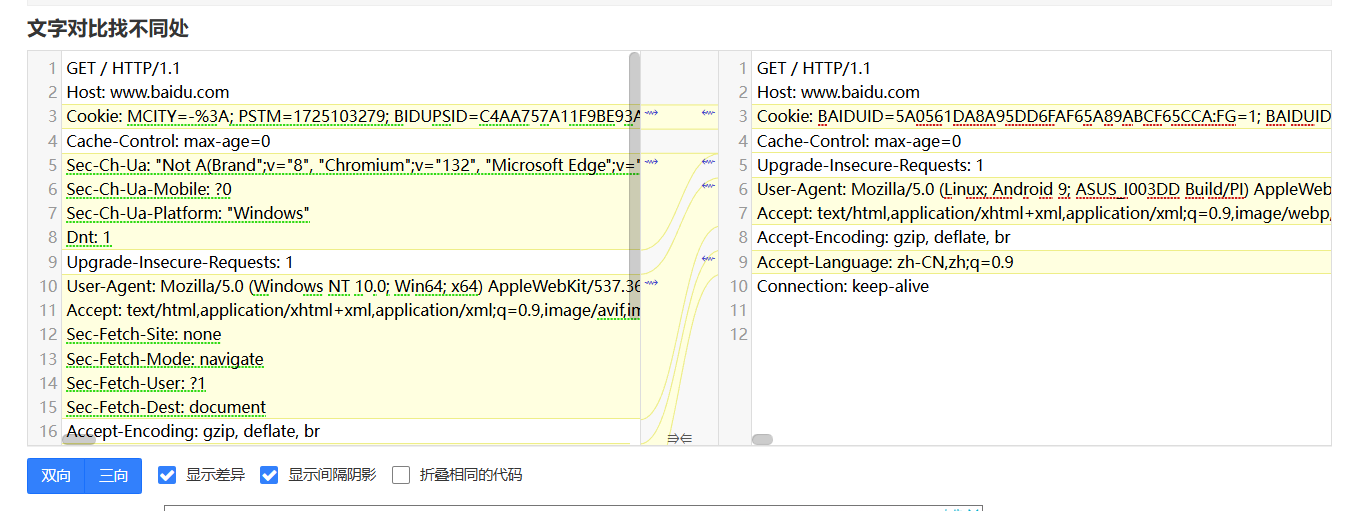 文字对比找不同处
1 GET / HTTP/1.1
2 Host: www.baidu.com
3 Cookie: MCITY=-%3A; PSTM=1725103279; BIDUPSID=C4AA757A11F9BE93A
4 Cache-Control: max-age=0
5 Sec-Ch-Ua: "Not A(Brand";v="8", "Chromium";v="132", "Microsoft Edge";v="
6 Sec-Ch-Ua-Mobile: ?0
7 Sec-Ch-Ua-Platform: "Windows"
8 Dnt: 1
9 Upgrade-Insecure-Requests: 1
10 User-Agent: Mozilla/5.0 (Windows NT 10.0; Win64; x64) AppleWebKit/537.36
11 Accept: text/html,application/xhtml+xml,application/xml;q=0.9,image/avif,im
12 Sec-Fetch-Site: none
13 Sec-Fetch-Mode: navigate
14 Sec-Fetch-User: ?1
15 Sec-Fetch-Dest: document
16 Accept-Encoding: gzip, deflate, br
1 GET / HTTP/1.1
2 Host: www.baidu.com
3 Cookie: BAIDUID=5A0561DA8A95DD6FAF65A89ABCF65CCA:FG=1; BAIDUID
4 Cache-Control: max-age=0
5 Upgrade-Insecure-Requests: 1
6 User-Agent: Mozilla/5.0 (Linux; Android 9; ASUS_I003DD Build/PI) AppleWeb
7 Accept: text/html,application/xhtml+xml,application/xml;q=0.9,image/webp,
8 Accept-Encoding: gzip, deflate, br
9 Accept-Language: zh-CN,zh;q=0.9
10 Connection: keep-alive
11
12
双向 三向 显示差异 显示间隔阴影 折叠相同的代码